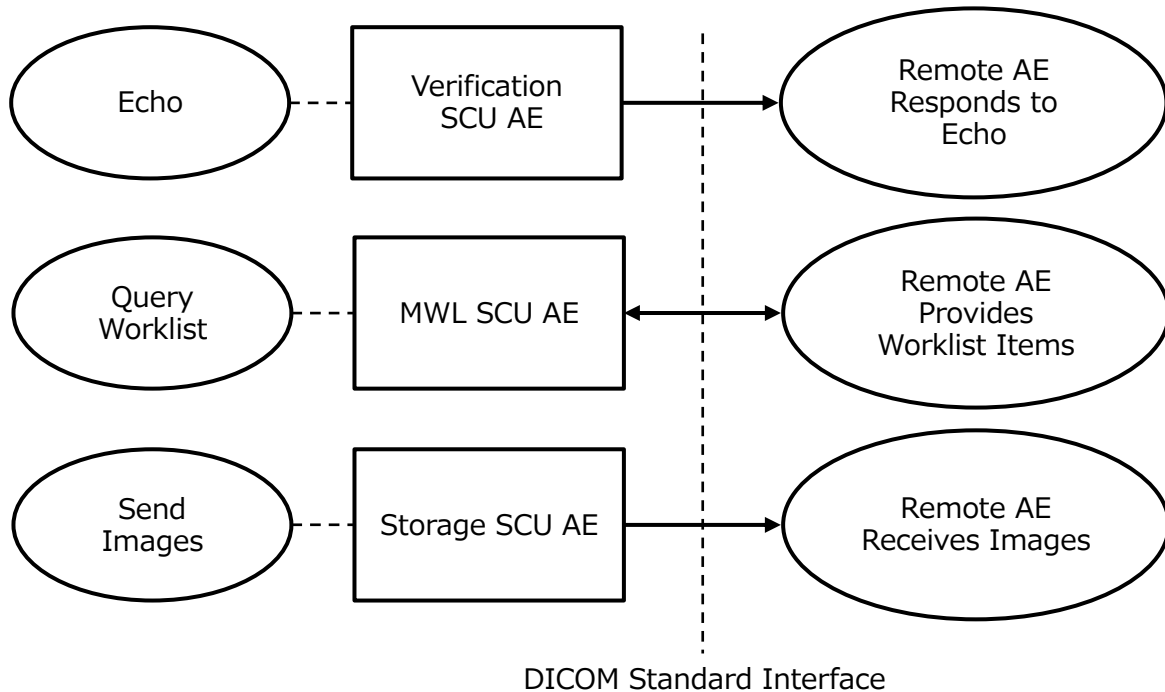 Echo
Verification
SCU AE
Remote AE
Responds to
Echo
Query
Worklist
MWL SCU AE
Remote AE
Provides
Worklist Items
Send
Images
Storage SCU AE
Remote AE
Receives Images
DICOM Standard Interface